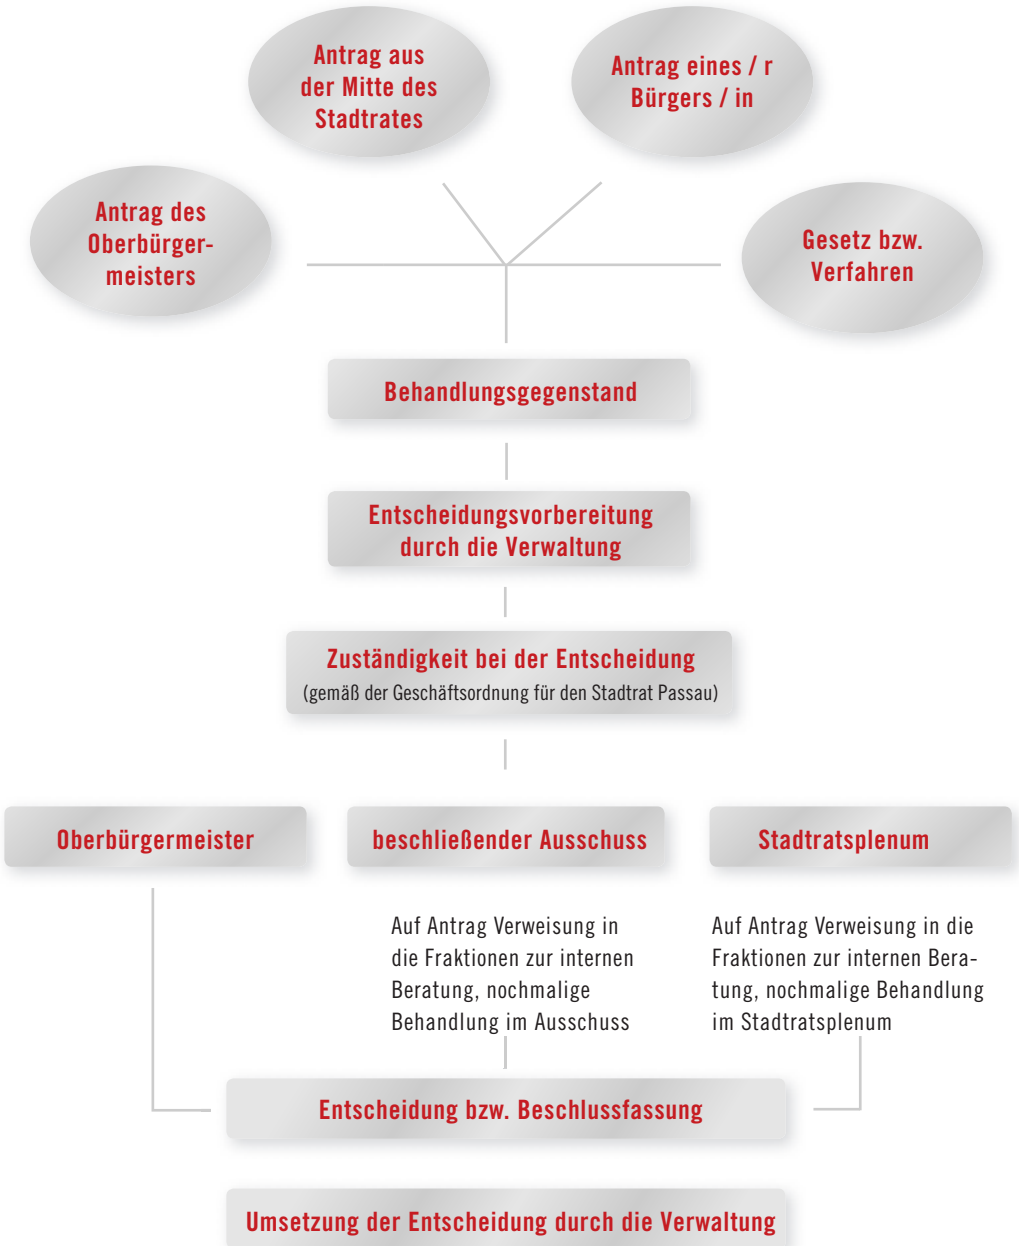 Antrag aus
der Mitte des
Stadtrates
Antrag eines / r
Bürgers / in
Antrag des
Oberbürger-
meisters
Gesetz bzw.
Verfahren
Behandlungsgegenstand
Entscheidungsvorbereitung
durch die Verwaltung
Zuständigkeit bei der Entscheidung
(gemäß der Geschäftsordnung für den Stadtrat Passau)
Oberbürgermeister
beschließender Ausschuss
Auf Antrag Verweisung in
die Fraktionen zur internen
Beratung, nochmalige
Behandlung im Ausschuss
Stadtratsplenum
Auf Antrag Verweisung in die
Fraktionen zur internen Bera-
tung, nochmalige Behandlung
im Stadtratsplenum
Entscheidung bzw. Beschlussfassung
Umsetzung der Entscheidung durch die Verwaltung